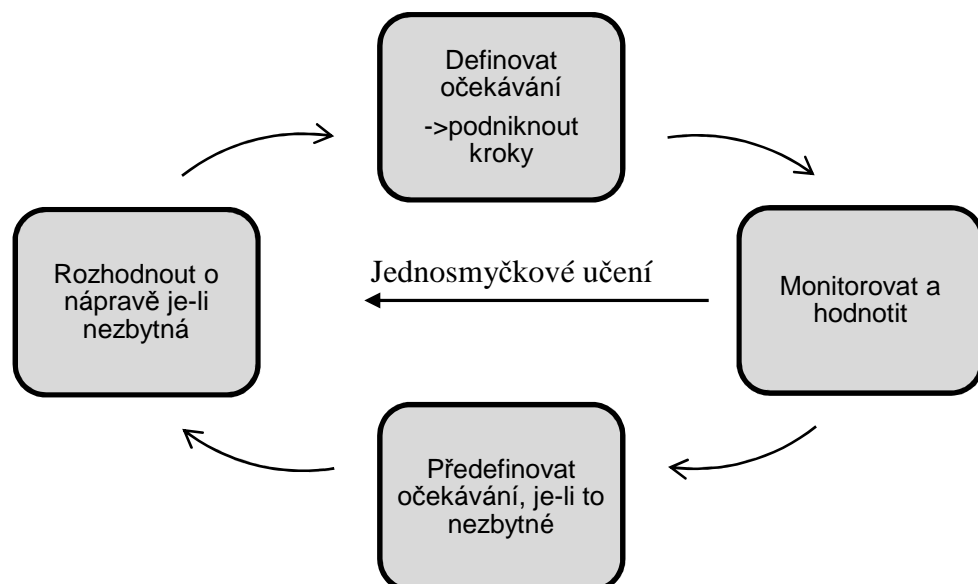 Definovat
očekávání
->podniknout
kroky
Rozhodnout o
nápravě je-li
nezbytná
Jednosmyčkové učení
Monitorovat a
hodnotit
Předefinovat
očekávání, je-li to
nezbytné